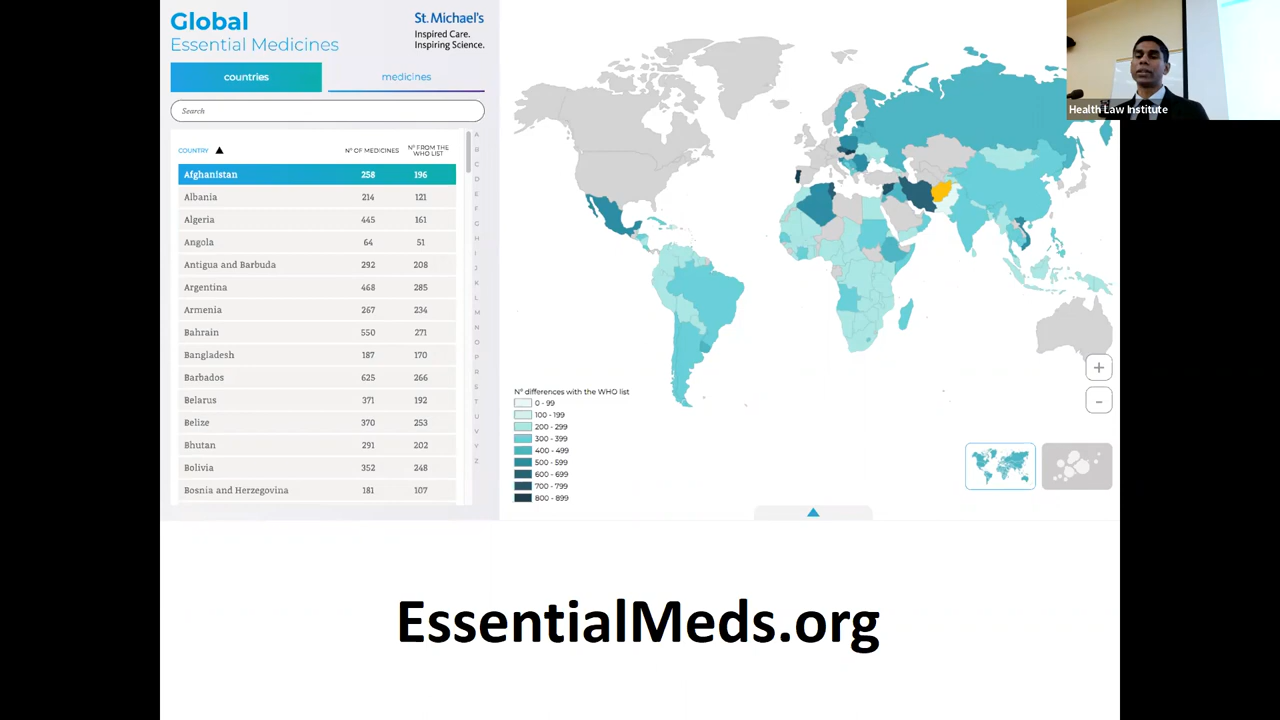 Global
Essential Medicines
St. Michael's
Inspired Care.
Inspiring Science.
countries
medicines
Search
COUNTRY ▲ Nº OF MEDICINES Nº FROM THE WHO LIST
Afghanistan 258 196
Albania 214 121
Algeria 445 161
Angola 64 51
Antigua and Barbuda 292 208
Argentina 468 285
Armenia 267 234
Bahrain 550 271
Bangladesh 187 170
Barbados 625 266
Belarus 371 192
Belize 370 253
Bhutan 291 202
Bolivia 352 248
Bosnia and Herzegovina 181 107
A
B
C
D
E
F
G
H
I
J
K
L
M
N
O
P
R
S
T
U
V
Y
Z
Nº differences with the WHO list
0 - 99
100 - 199
200 - 299
300 - 399
400 - 499
500 - 599
600 - 699
700 - 799
800 - 899
+
-
Health Law Institute
EssentialMeds.org